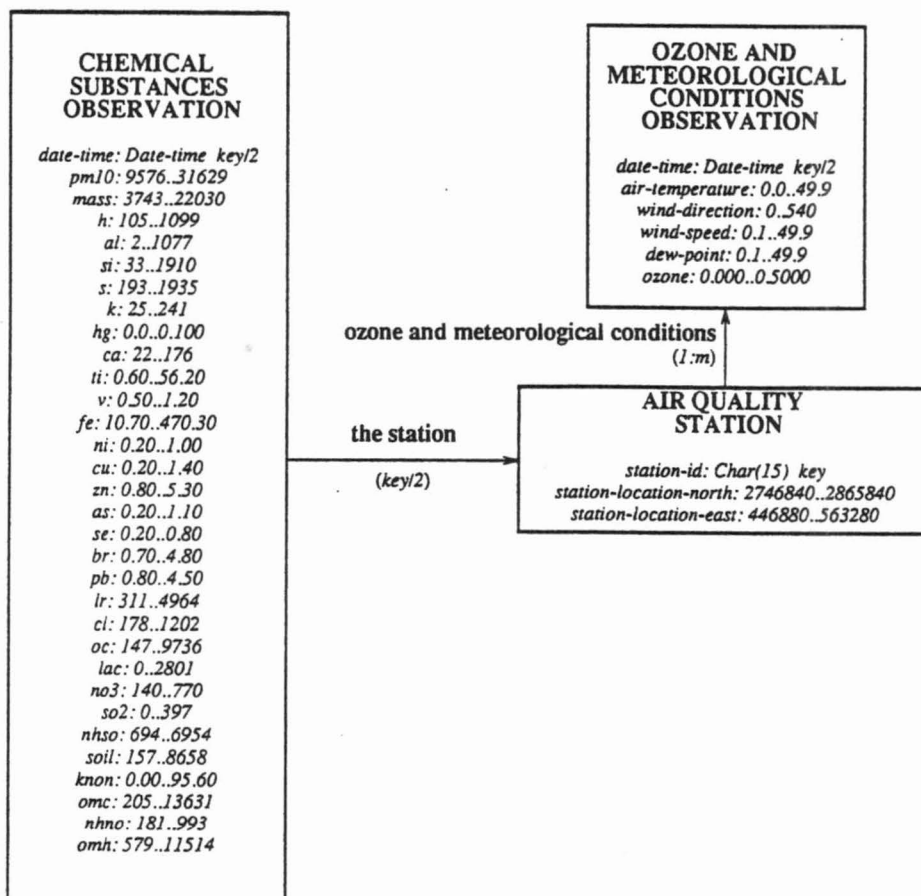 CHEMICAL
SUBSTANCES
OBSERVATION
date-time: Date-time key/2
pm10: 9576..31629
mass: 3743..22030
h: 105..1099
al: 2..1077
si: 33..1910
s: 193..1935
k: 25..241
hg: 0.0..0.100
ca: 22..176
ti: 0.60..56.20
v: 0.50..1.20
fe: 10.70..470.30
ni: 0.20..1.00
cu: 0.20..1.40
zn: 0.80..5.30
as: 0.20..1.10
se: 0.20..0.80
br: 0.70..4.80
pb: 0.80..4.50
lr: 311..4964
cl: 178..1202
oc: 147..9736
lac: 0..2801
no3: 140..770
so2: 0..397
nhso: 694..6954
soil: 157..8658
knon: 0.00..95.60
omc: 205..13631
nhno: 181..993
omh: 579..11514
OZONE AND
METEOROLOGICAL
CONDITIONS
OBSERVATION
date-time: Date-time key/2
air-temperature: 0.0..49.9
wind-direction: 0..540
wind-speed: 0.1..49.9
dew-point: 0.1..49.9
ozone: 0.000..0.5000
ozone and meteorological conditions
(1:m)
the station
(key/2)
AIR QUALITY
STATION
station-id: Char(15) key
station-location-north: 2746840..2865840
station-location-east: 446880..563280